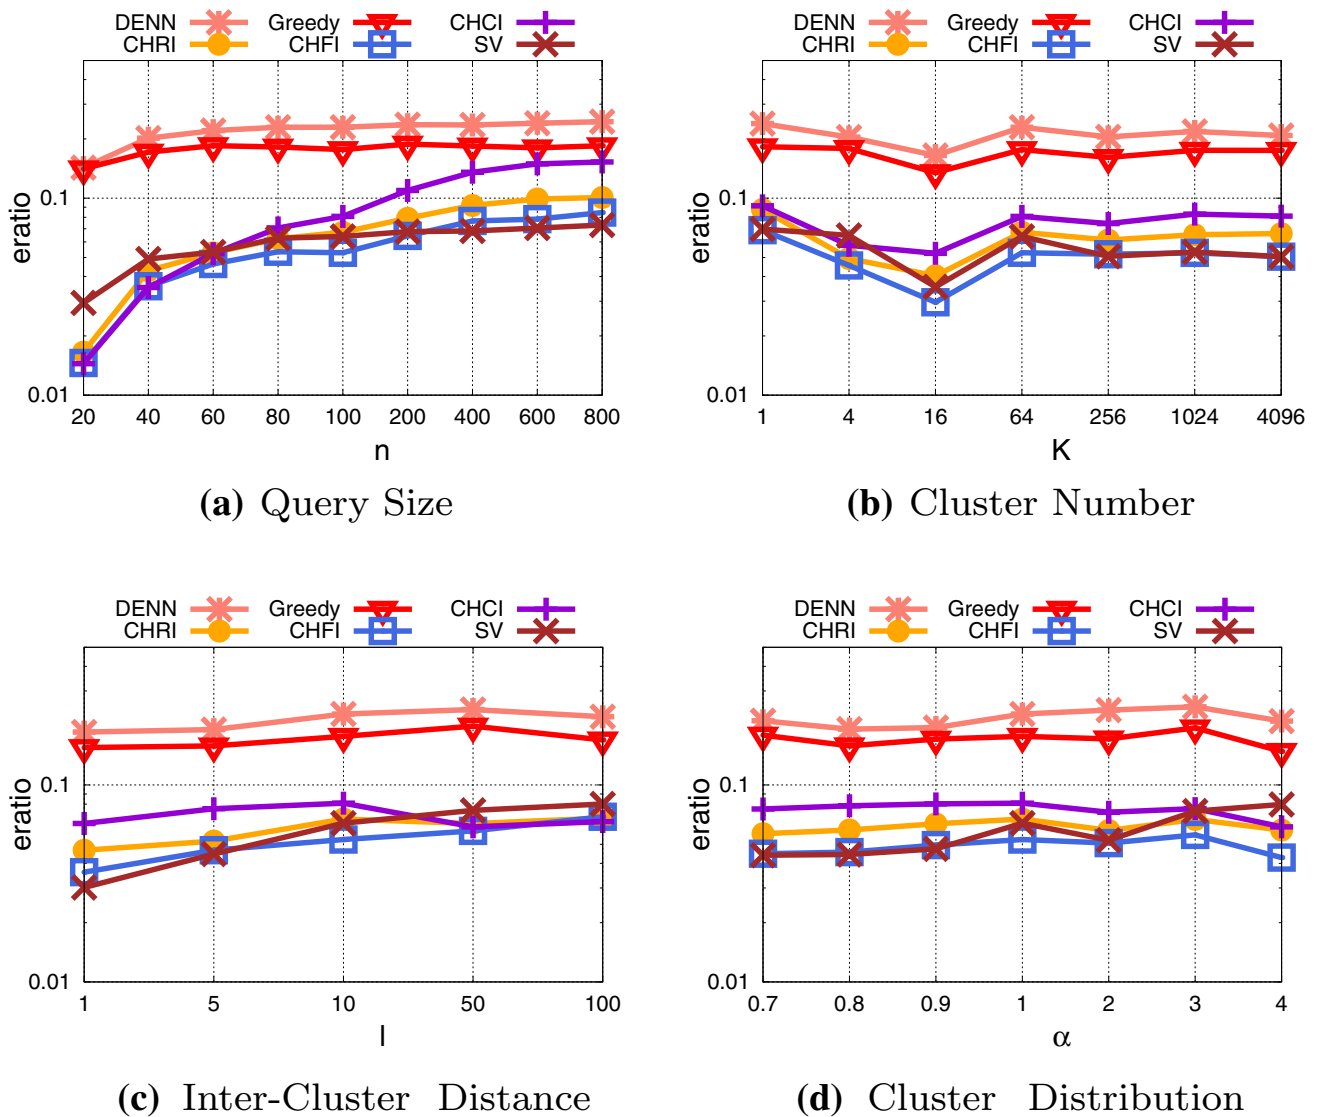 DENN Greedy CHCI
CHRI CHFI SV
eratio
0.1
0.01
20 40 60 80 100 200 400 600 800
n
(a) Query Size
DENN Greedy CHCI
CHRI CHFI SV
eratio
0.1
0.01
1 4 16 64 256 1024 4096
K
(b) Cluster Number
DENN Greedy CHCI
CHRI CHFI SV
eratio
0.1
0.01
1 5 10 50 100
l
(c) Inter-Cluster Distance
DENN Greedy CHCI
CHRI CHFI SV
eratio
0.1
0.01
0.7 0.8 0.9 1 2 3 4
α
(d) Cluster Distribution